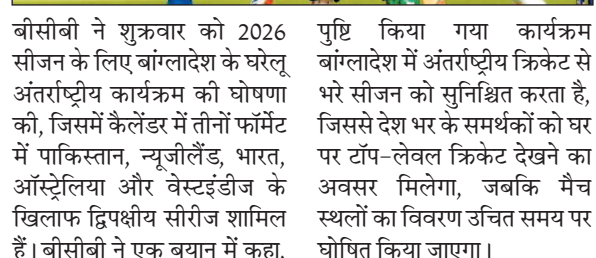 बीसीबी ने शुक्रवार को 2026
सीजन के लिए बांग्लादेश के घरेलू
अंतर्राष्ट्रीय कार्यक्रम की घोषणा
की, जिसमें कैलेंडर में तीनों फॉर्मेट
में पाकिस्तान, न्यूजीलैंड, भारत,
ऑस्ट्रेलिया और वेस्टइंडीज के
खिलाफ द्विपक्षीय सीरीज शामिल
हैं। बीसीबी ने एक बयान में कहा,
पुष्टि किया गया कार्यक्रम
बांग्लादेश में अंतर्राष्ट्रीय क्रिकेट से
भरे सीजन को सुनिश्चित करता है,
जिससे देश भर के समर्थकों को घर
पर टॉप-लेवल क्रिकेट देखने का
अवसर मिलेगा, जबकि मैच
स्थलों का विवरण उचित समय पर
घोषित किया जाएगा।